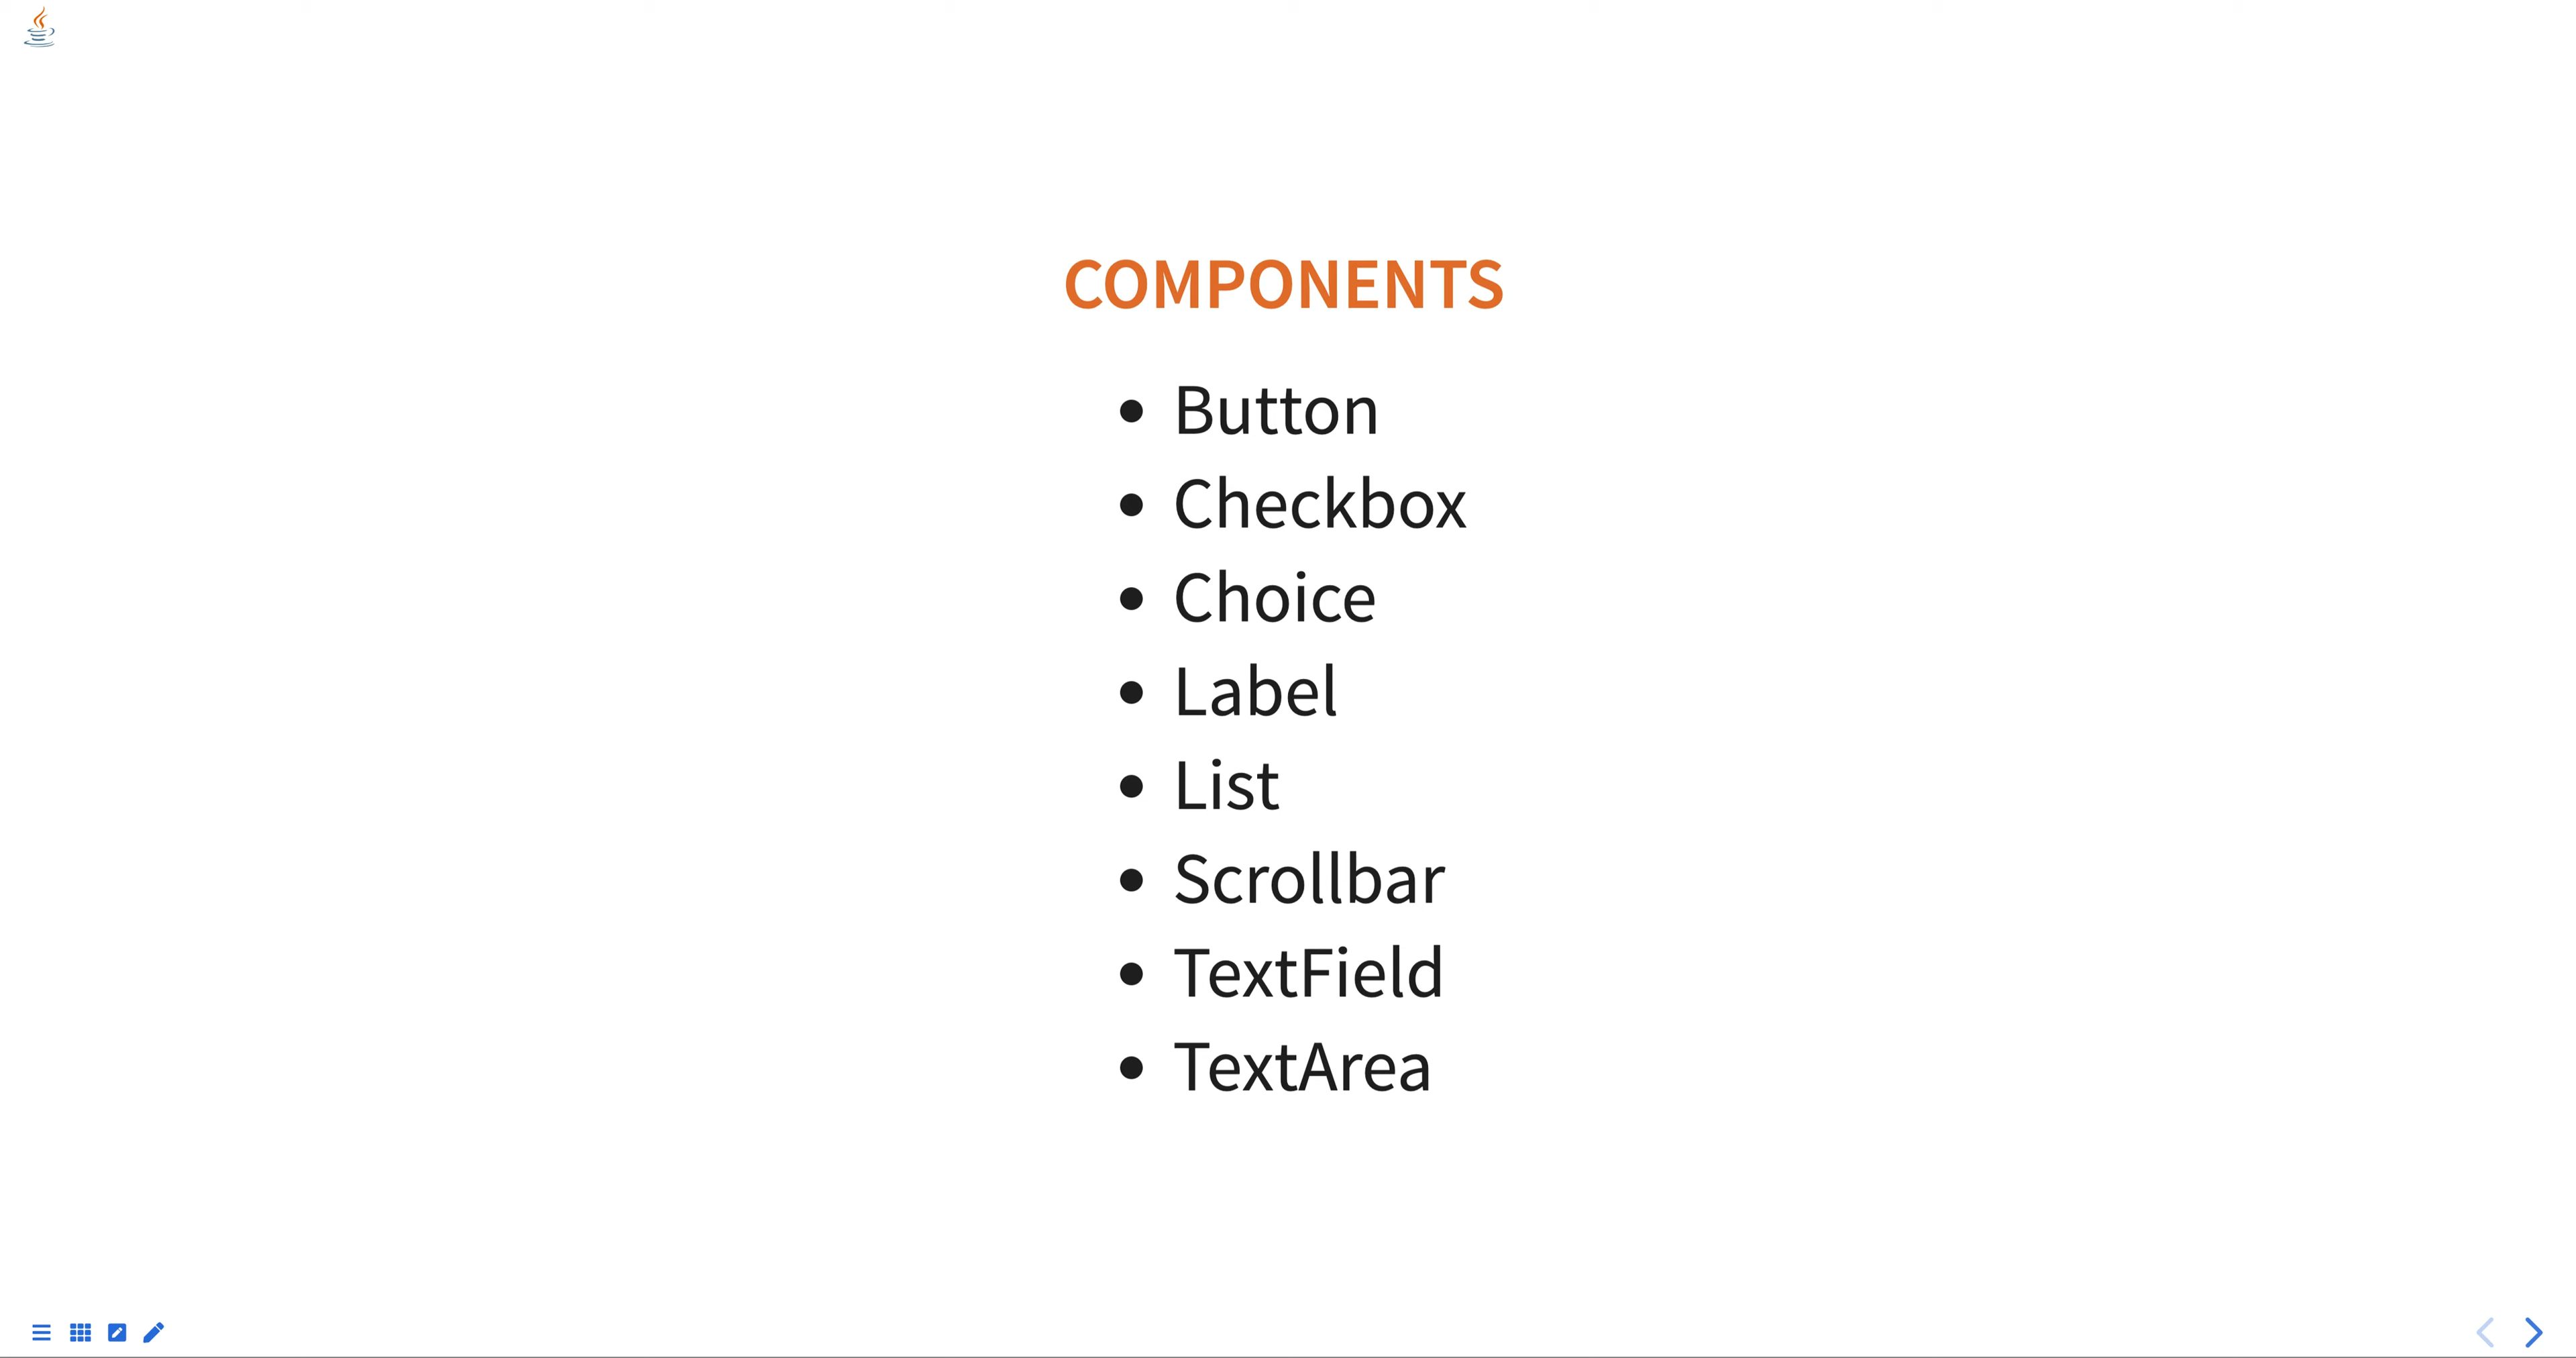 COMPONENTS
• Button
• Checkbox
• Choice
• Label
• List
• Scrollbar
• TextField
• TextArea